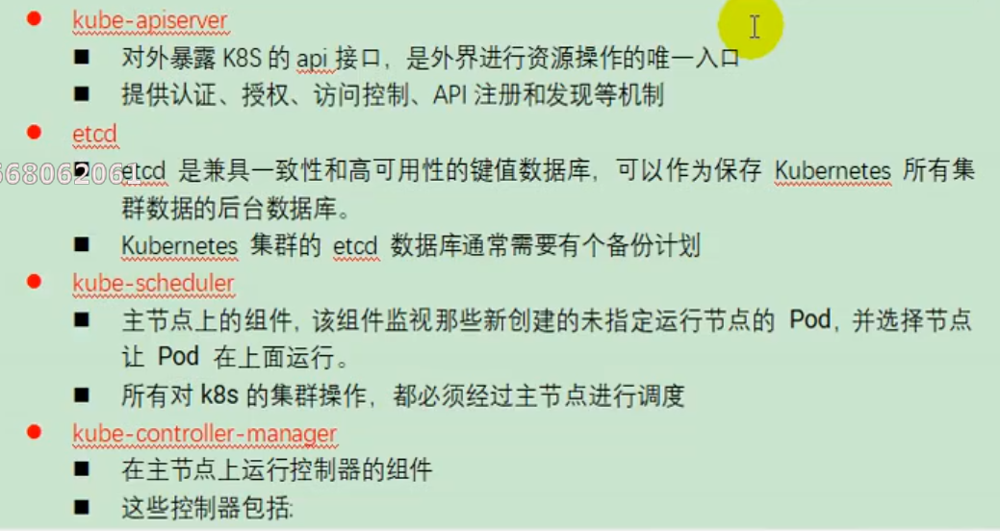 kube-apiserver
对外暴露 K8S 的 api 接口，是外界进行资源操作的唯一入口
提供认证、授权、访问控制、API 注册和发现等机制
etcd
568062061
etcd 是兼具一致性和高可用性的键值数据库，可以作为保存 Kubernetes 所有集
群数据的后台数据库。
Kubernetes 集群的 etcd 数据库通常需要有个备份计划
kube-scheduler
主节点上的组件，该组件监视那些新创建的未指定运行节点的 Pod，并选择节点
让 Pod 在上面运行。
所有对 k8s 的集群操作，都必须经过主节点进行调度
kube-controller-manager
在主节点上运行控制器的组件
这些控制器包括: